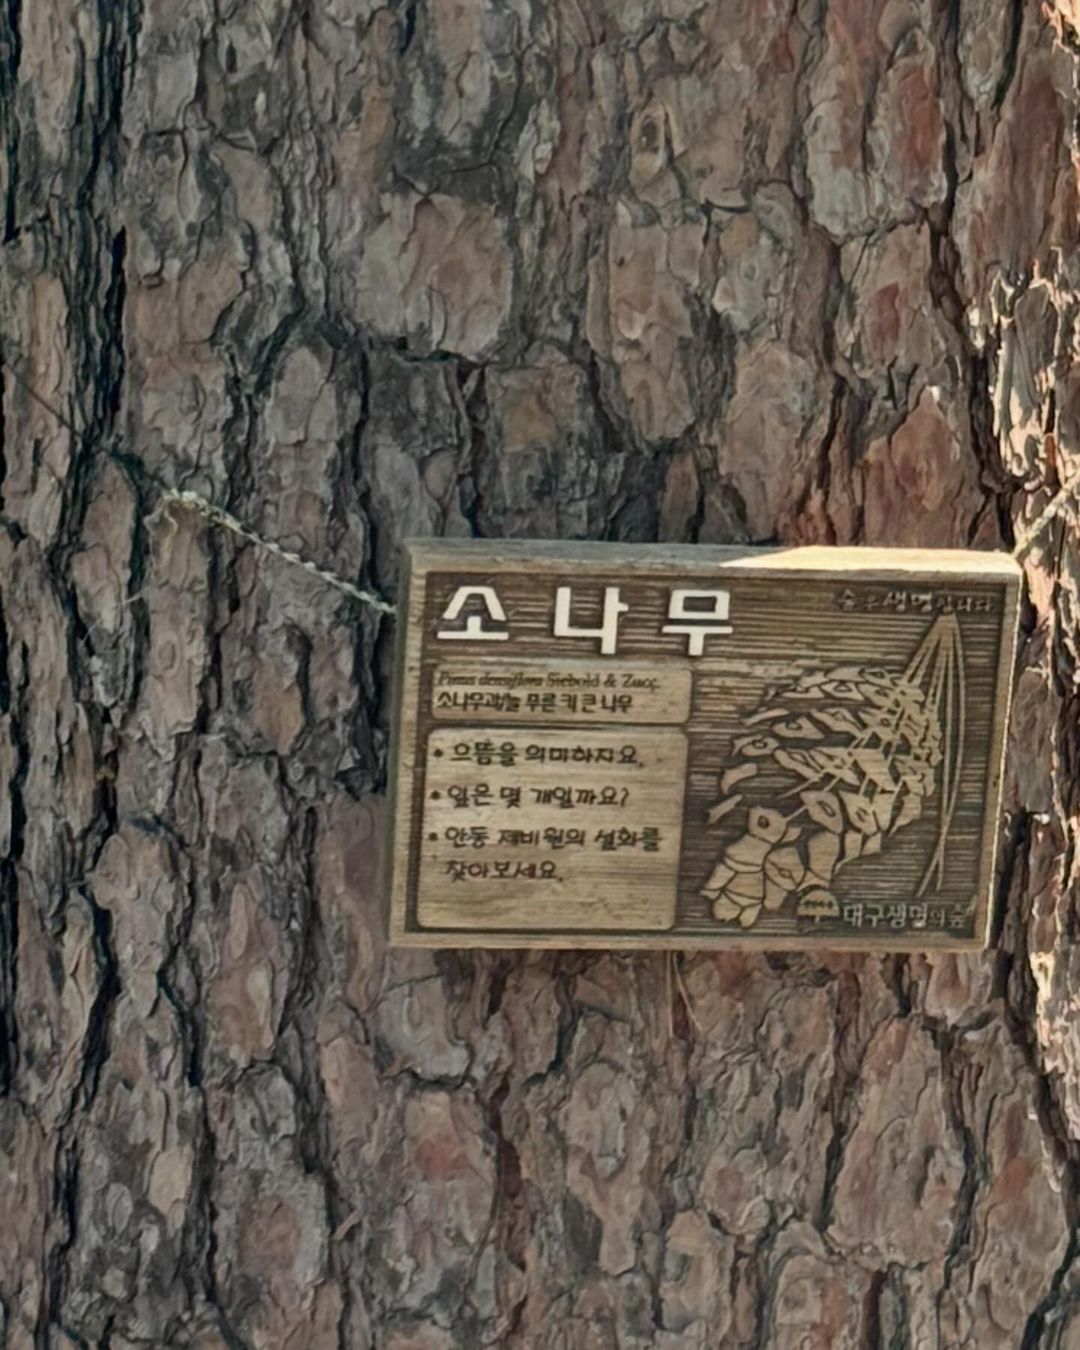 소나무
숲은 생명입니다
Pinus densiflora Siebold & Zucc.
소나무과/늘 푸른 키 큰 나무
• 으뜸을 의미하지요.
• 잎은 몇 개일까요?
• 안동 제비원의 설화를
찾아보세요.
대구생명의숲